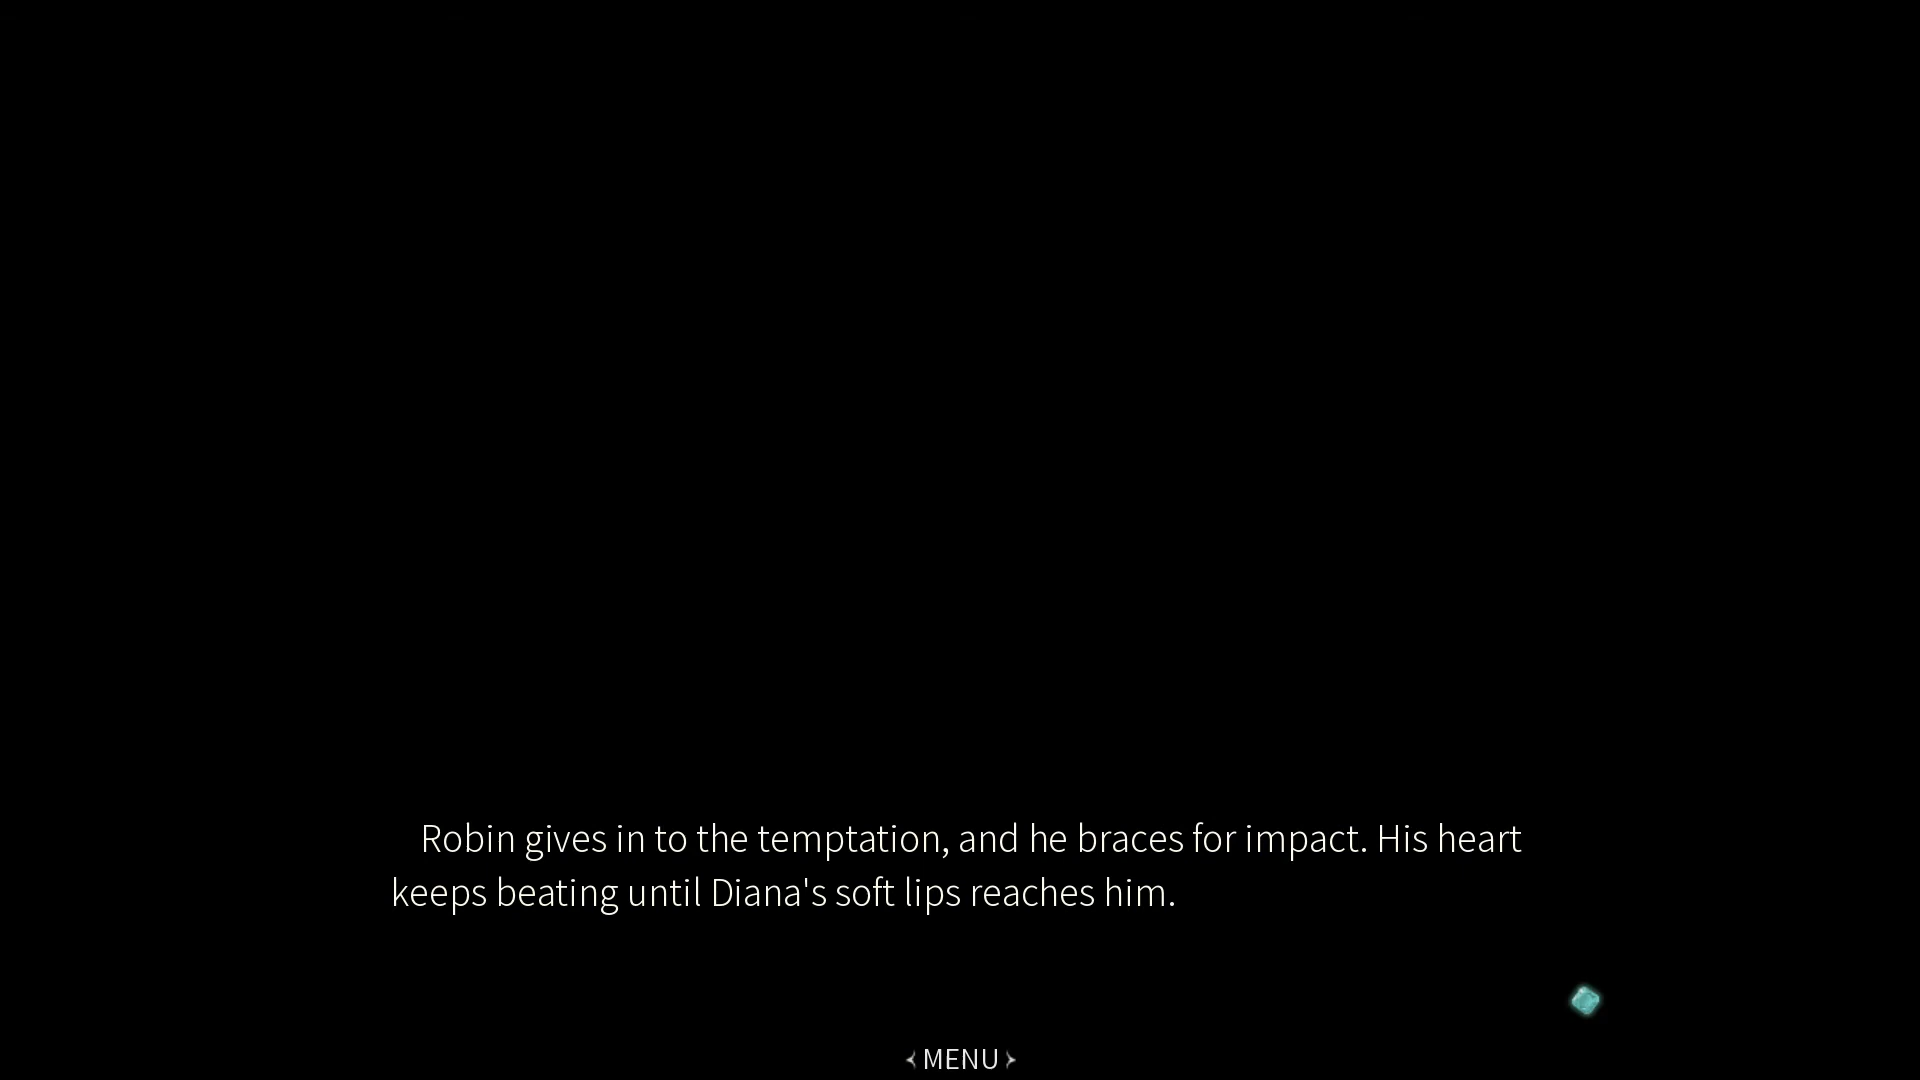 Robin gives in to the temptation, and he braces for impact. His heart
keeps beating until Diana's soft lips reaches him.
MENU